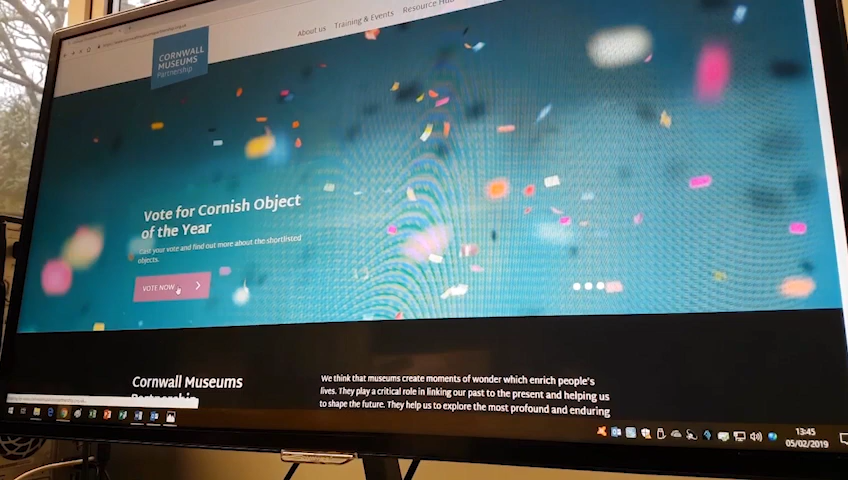 About us Training & Events Resource Hub
CORNWALL
MUSEUMS
Partnership
Vote for Cornish Object
of the Year
Cast your vote and find out more about the shortlisted
objects.
VOTE NOW
Cornwall Museums
Partnership
We think that museums create moments of wonder which enrich people's
lives. They play a critical role in linking our past to the present and helping us
to shape the future. They help us to explore the most profound and enduring
13:45
05/02/2019